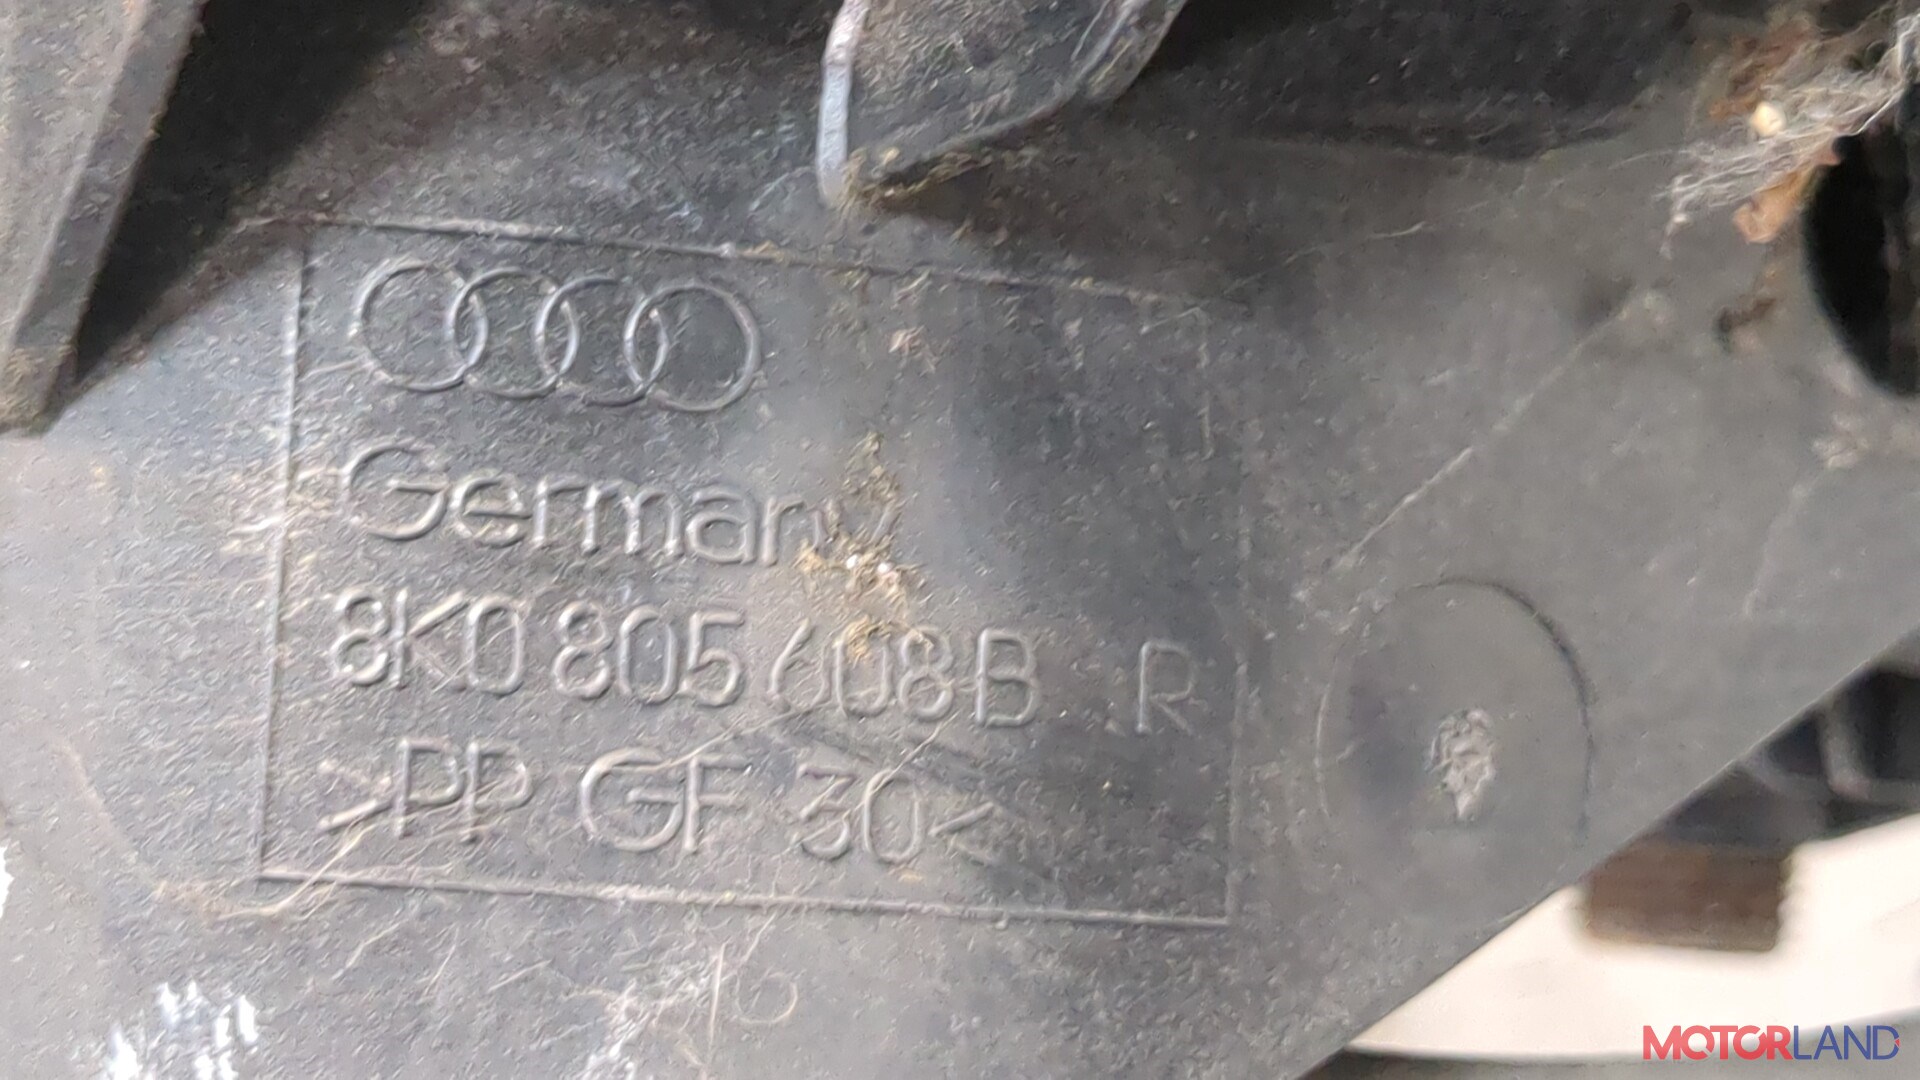 Germany
8K0 805 608 B R
>PP GF 30<
MOTORLAND